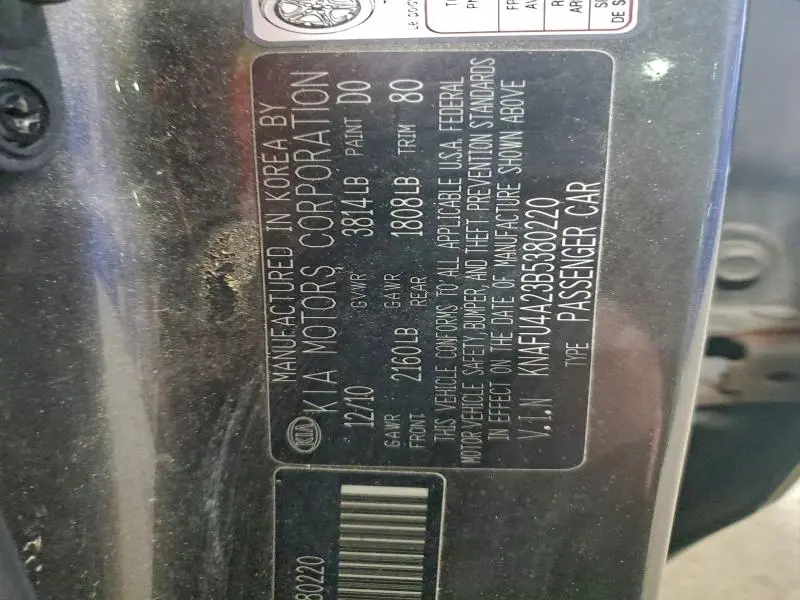 MANUFACTURED IN KOREA BY
KIA KIA MOTORS CORPORATION
12/10 GVWR 3814LB PAINT D0
GAWR FRONT 2160LB GAWR REAR 1808LB TRIM 80
THIS VEHICLE CONFORMS TO ALL APPLICABLE U.S.A. FEDERAL
MOTOR VEHICLE SAFETY, BUMPER, AND THEFT PREVENTION STANDARDS
IN EFFECT ON THE DATE OF MANUFACTURE SHOWN ABOVE
V.I.N KNAFU4A23B5380220
TYPE PASSENGER CAR
80220